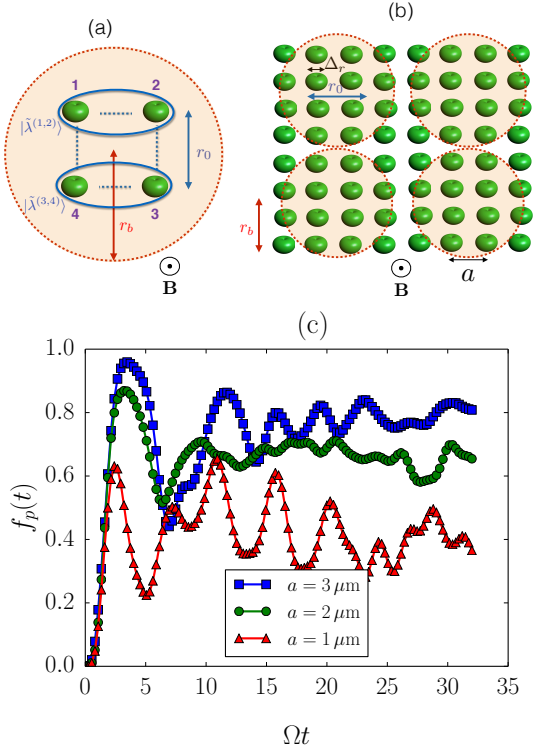 (a)
1 2
|λ̃^(1,2)⟩
r_0
|λ̃^(3,4)⟩
4 3
r_b
B
(b)
Δ_r
r_0
r_b
B
a
(c)
1.0
0.8
0.6
0.4
0.2
0.0
f_p(t)
a = 3 μm
a = 2 μm
a = 1 μm
0 5 10 15 20 25 30 35
Ωt